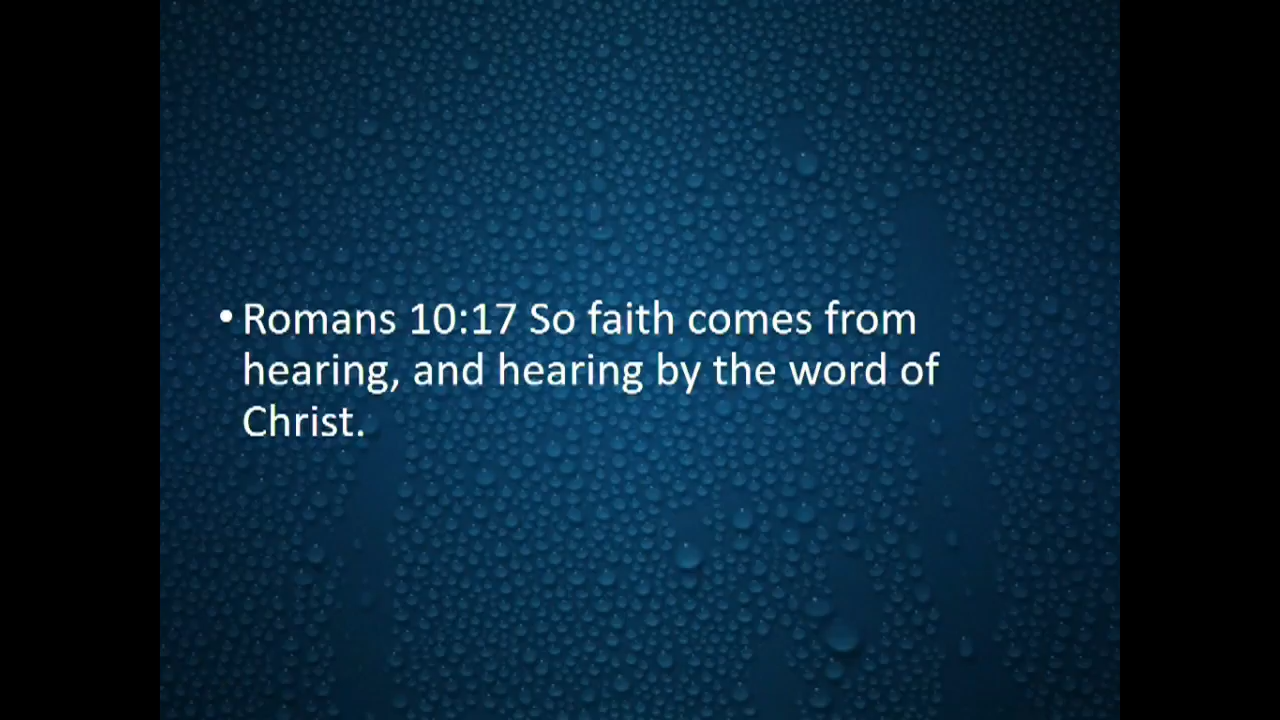 • Romans 10:17 So faith comes from
hearing, and hearing by the word of
Christ.